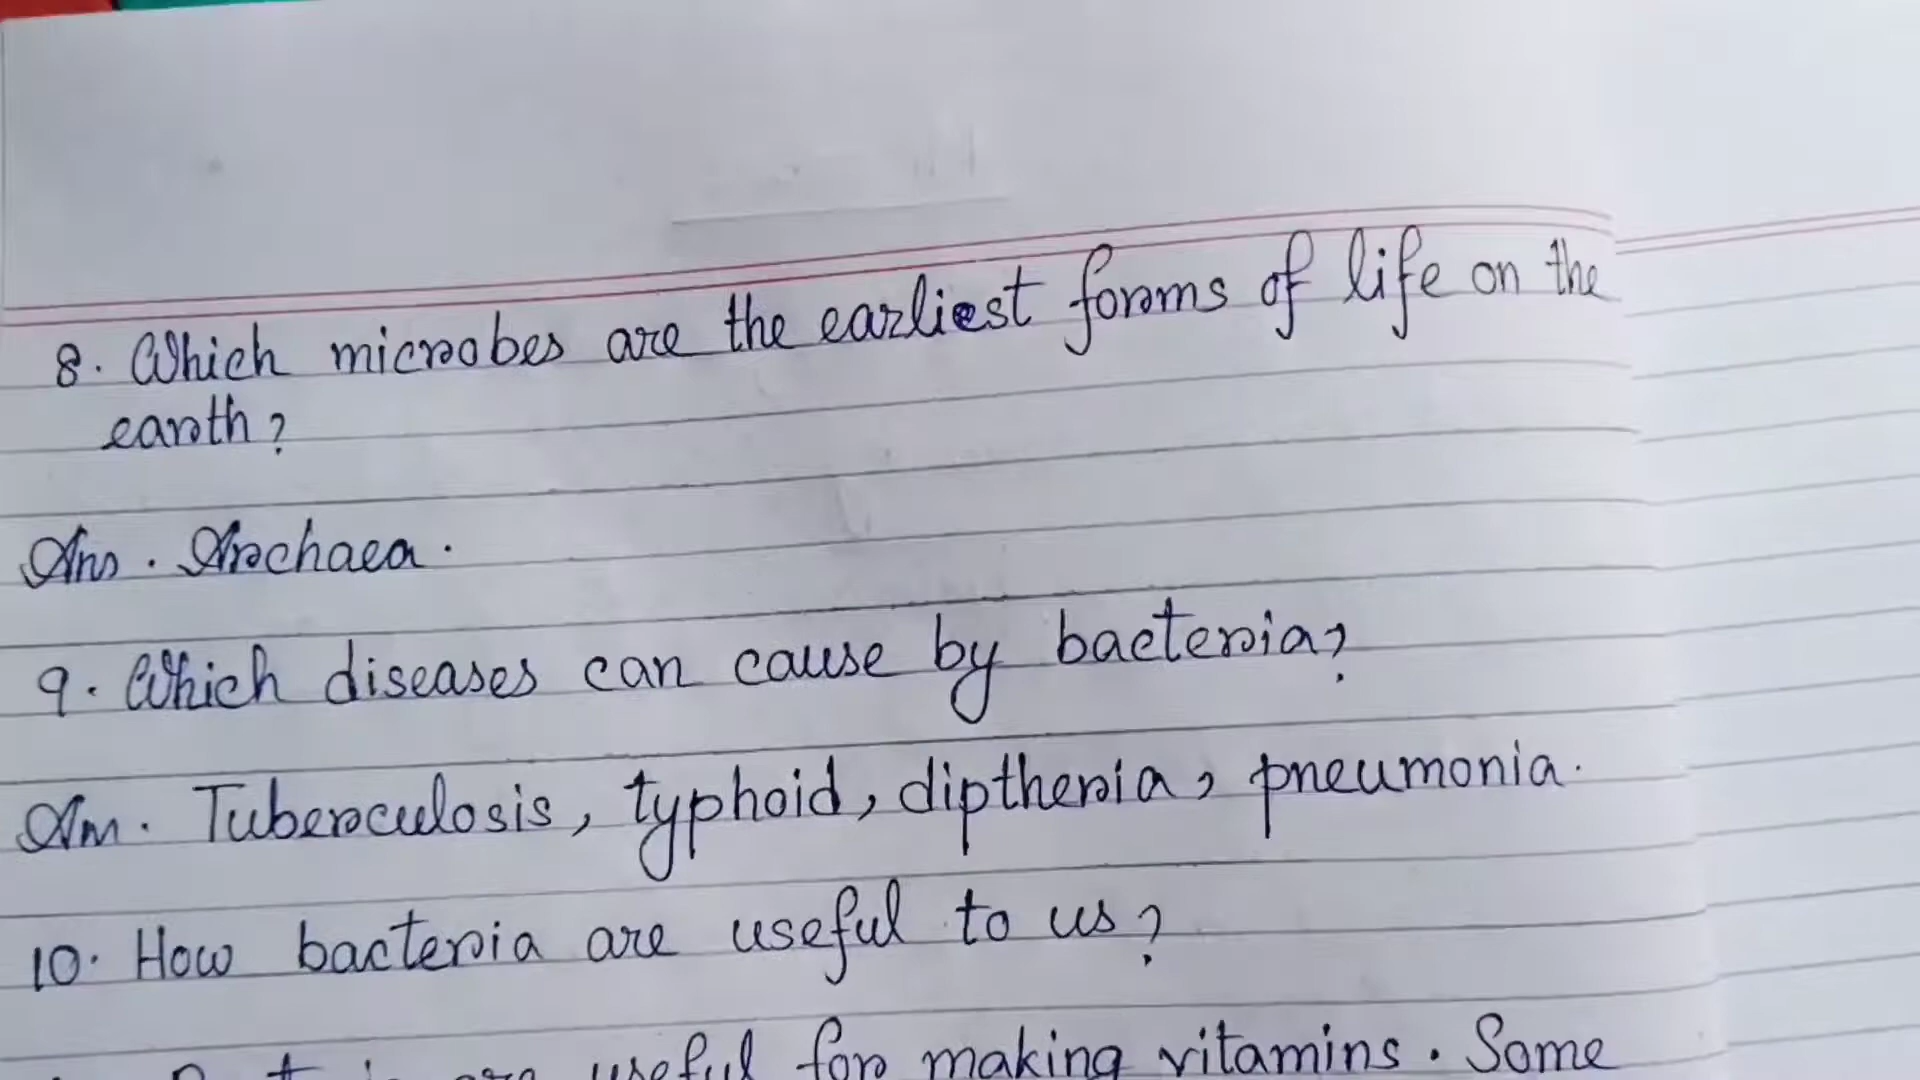 8. Which microbes are the earliest forms of life on the
earth?
Ans. Archaea.
9. Which diseases can cause by bacteria?
Ans. Tuberculosis, typhoid, diptheria, pneumonia.
10. How bacteria are useful to us?
useful for making vitamins. Some